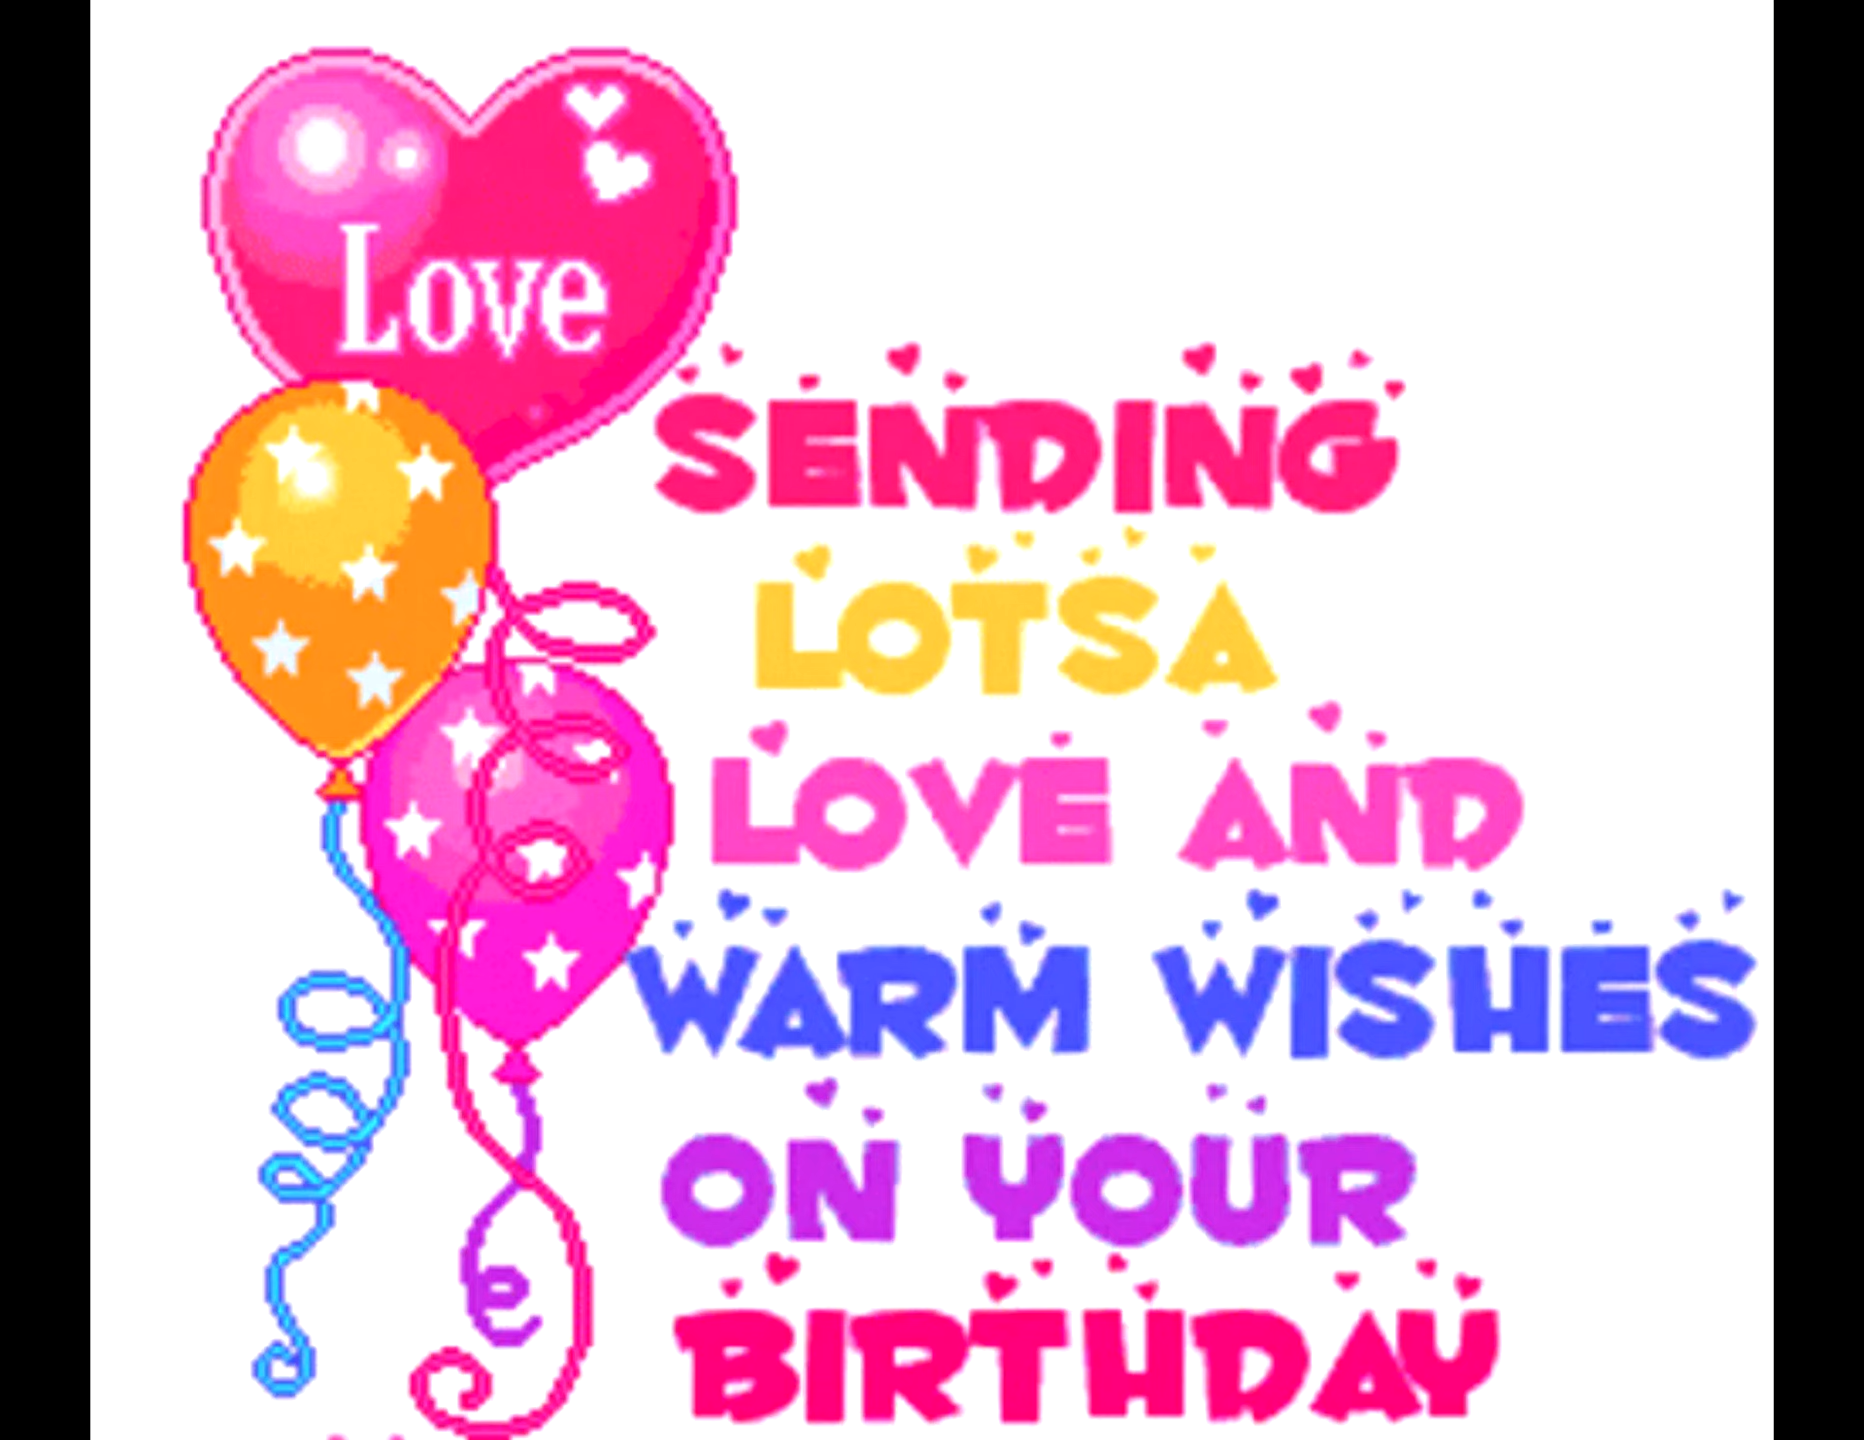 Love
SENDING
LOTSA
LOVE AND
WARM WISHES
ON YOUR
BIRTHDAY